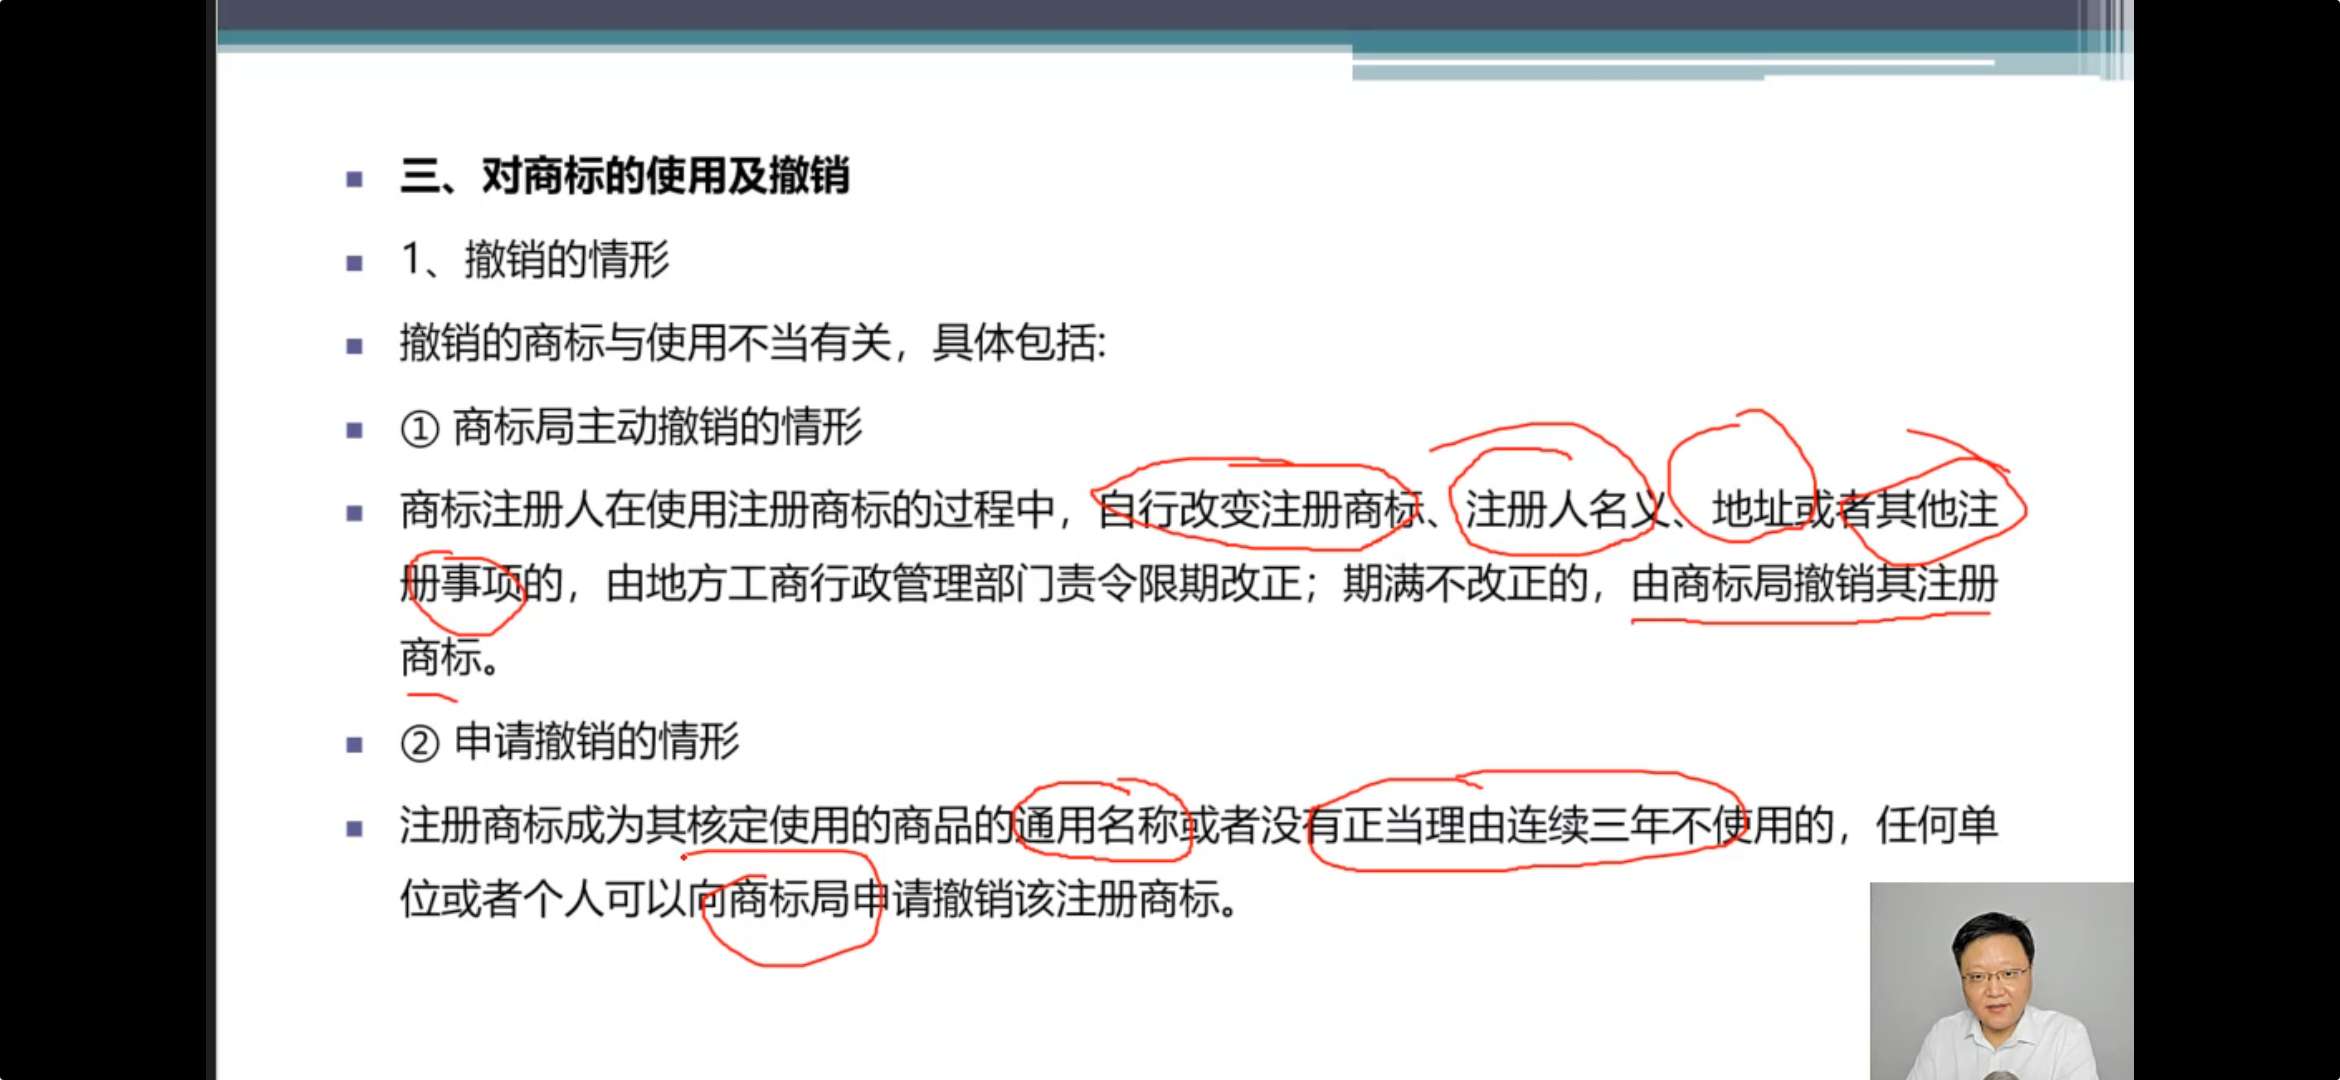 三、对商标的使用及撤销
1、撤销的情形
撤销的商标与使用不当有关，具体包括:
① 商标局主动撤销的情形
商标注册人在使用注册商标的过程中，自行改变注册商标、注册人名义、地址或者其他注
册事项的，由地方工商行政管理部门责令限期改正；期满不改正的，由商标局撤销其注册
商标。
② 申请撤销的情形
注册商标成为其核定使用的商品的通用名称或者没有正当理由连续三年不使用的，任何单
位或者个人可以向商标局申请撤销该注册商标。